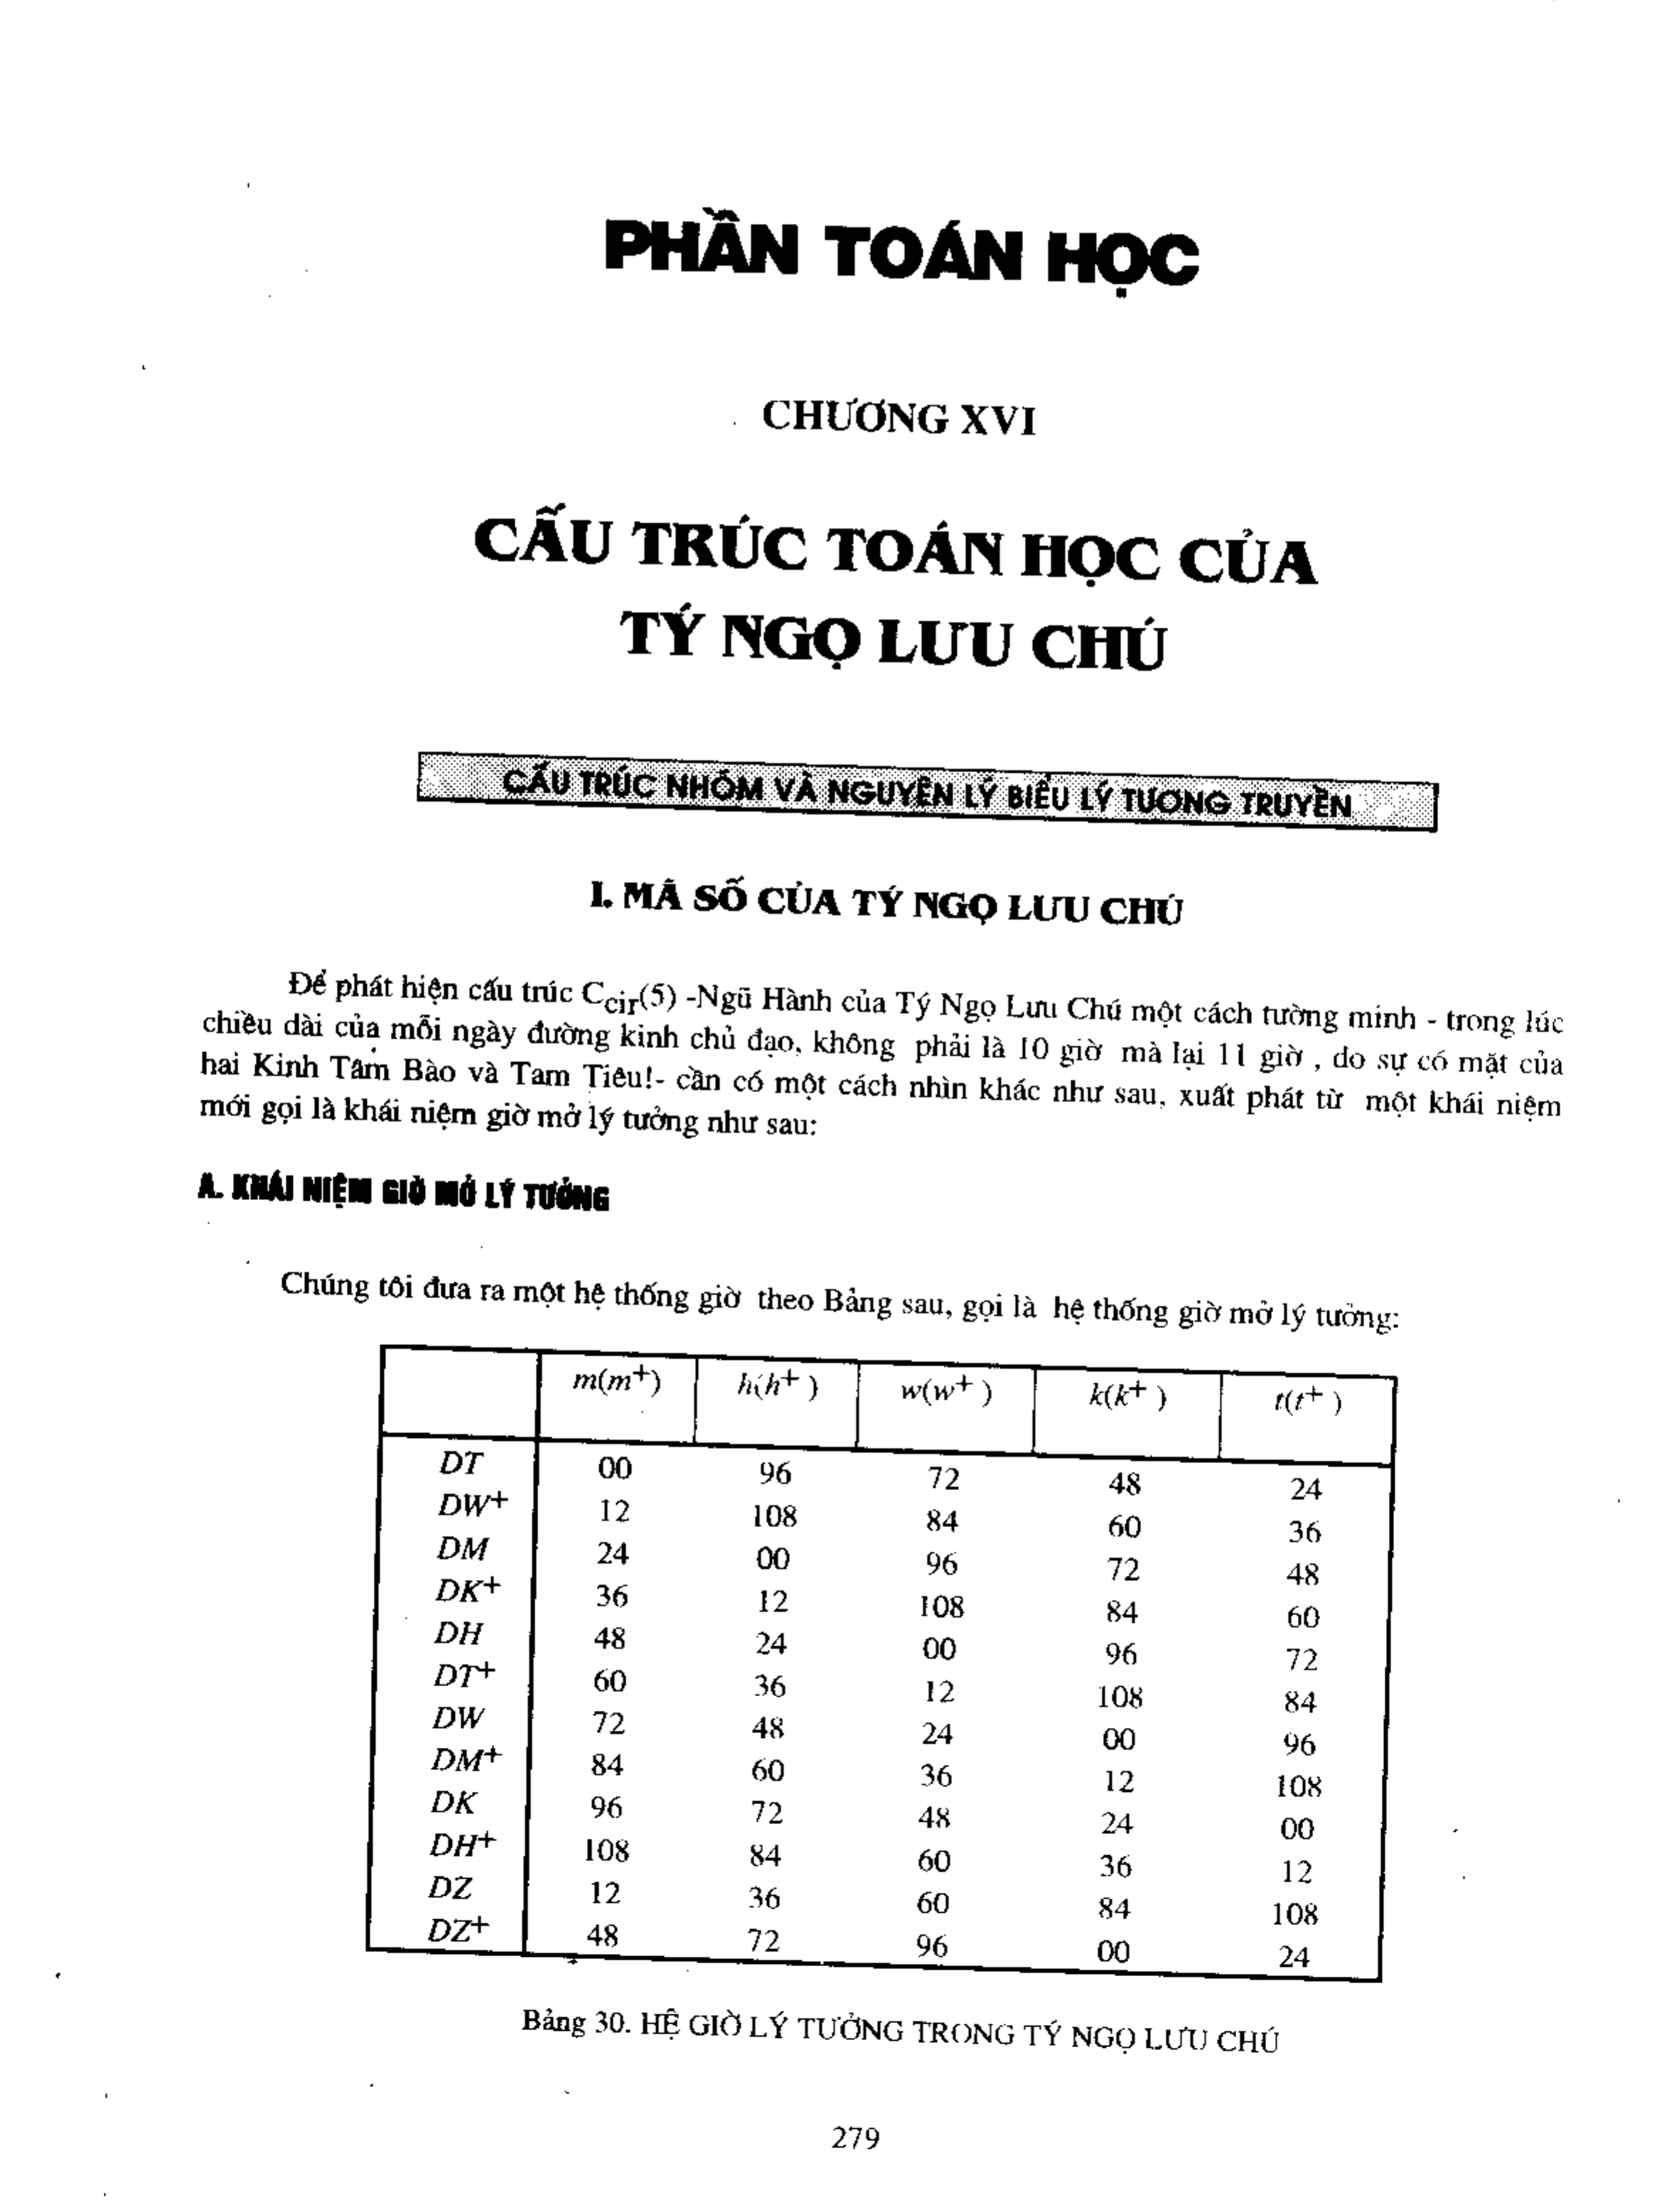 PHẦN TOÁN HỌC
CHƯƠNG XVI
CẤU TRÚC TOÁN HỌC CỦA
TÝ NGỌ LƯU CHÚ
CẤU TRÚC NHÓM VÀ NGUYÊN LÝ BIỂU LÝ TƯƠNG TRUYỀN
I. MÃ SỐ CỦA TÝ NGỌ LƯU CHÚ
Để phát hiện cấu trúc Ccir(5) -Ngũ Hành của Tý Ngọ Lưu Chú một cách tường minh - trong lúc
chiều dài của mỗi ngày đường kinh chủ đạo, không phải là 10 giờ mà lại 11 giờ , do sự có mặt của
hai Kinh Tâm Bào và Tam Tiêu!- cần có một cách nhìn khác như sau, xuất phát từ một khái niệm
mới gọi là khái niệm giờ mở lý tưởng như sau:
A. KHÁI NIỆM GIỜ MỞ LÝ TƯỞNG
Chúng tôi đưa ra một hệ thống giờ theo Bảng sau, gọi là hệ thống giờ mở lý tưởng:
m(m+) h(h+ ) w(w+ ) k(k+ ) t(t+ )
DT 00 96 72 48 24
DW+ 12 108 84 60 36
DM 24 00 96 72 48
DK+ 36 12 108 84 60
DH 48 24 00 96 72
DT+ 60 36 12 108 84
DW 72 48 24 00 96
DM+ 84 60 36 12 108
DK 96 72 48 24 00
DH+ 108 84 60 36 12
DZ 12 36 60 84 108
DZ+ 48 72 96 00 24
Bảng 30. HỆ GIỜ LÝ TƯỞNG TRONG TÝ NGỌ LƯU CHÚ
279